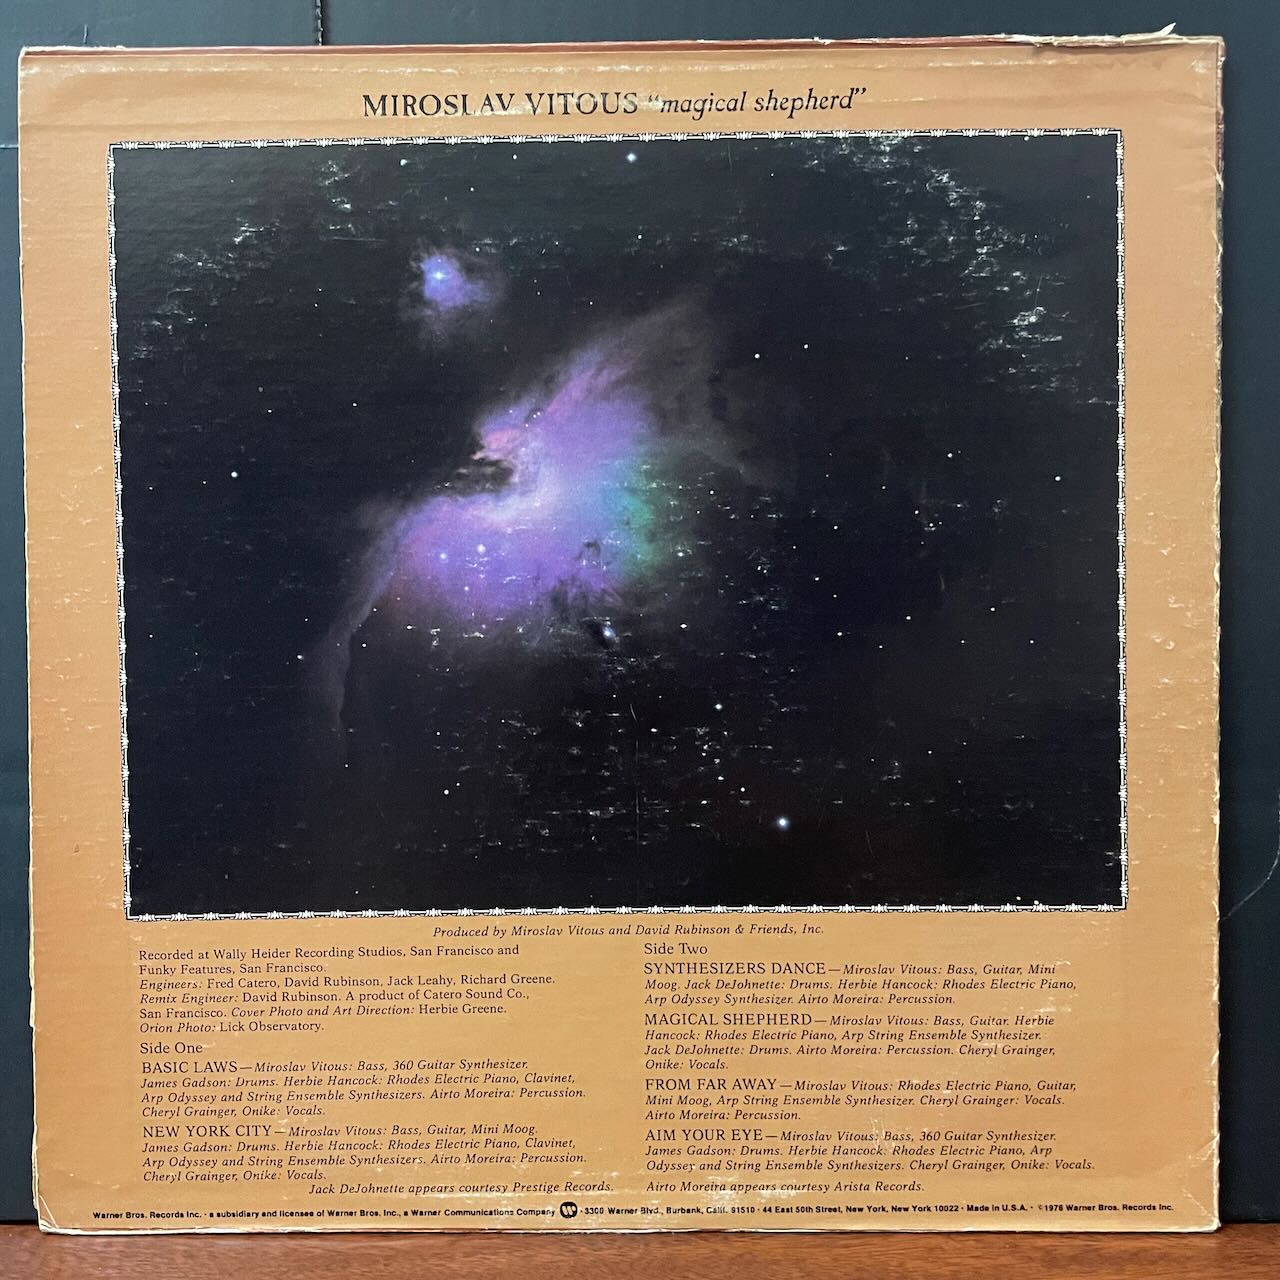 MIROSLAV VITOUS “magical shepherd”
Produced by Miroslav Vitous and David Rubinson & Friends, Inc.
Recorded at Wally Heider Recording Studios, San Francisco and
Funky Features, San Francisco.
Engineers: Fred Catero, David Rubinson, Jack Leahy, Richard Greene.
Remix Engineer: David Rubinson. A product of Catero Sound Co.,
San Francisco. Cover Photo and Art Direction: Herbie Greene.
Orion Photo: Lick Observatory.
Side One
BASIC LAWS—Miroslav Vitous: Bass, 360 Guitar Synthesizer.
James Gadson: Drums. Herbie Hancock: Rhodes Electric Piano, Clavinet,
Arp Odyssey and String Ensemble Synthesizers. Airto Moreira: Percussion.
Cheryl Grainger, Onike: Vocals.
NEW YORK CITY—Miroslav Vitous: Bass, Guitar, Mini Moog.
James Gadson: Drums. Herbie Hancock: Rhodes Electric Piano, Clavinet,
Arp Odyssey and String Ensemble Synthesizers. Airto Moreira: Percussion.
Cheryl Grainger, Onike: Vocals.
Jack DeJohnette appears courtesy Prestige Records.
Side Two
SYNTHESIZERS DANCE—Miroslav Vitous: Bass, Guitar, Mini
Moog. Jack DeJohnette: Drums. Herbie Hancock: Rhodes Electric Piano,
Arp Odyssey Synthesizer. Airto Moreira: Percussion.
MAGICAL SHEPHERD—Miroslav Vitous: Bass, Guitar. Herbie
Hancock: Rhodes Electric Piano, Arp String Ensemble Synthesizer.
Jack DeJohnette: Drums. Airto Moreira: Percussion. Cheryl Grainger,
Onike: Vocals.
FROM FAR AWAY—Miroslav Vitous: Rhodes Electric Piano, Guitar,
Mini Moog, Arp String Ensemble Synthesizer. Cheryl Grainger: Vocals.
Airto Moreira: Percussion.
AIM YOUR EYE—Miroslav Vitous: Bass, 360 Guitar Synthesizer.
James Gadson: Drums. Herbie Hancock: Rhodes Electric Piano, Arp
Odyssey and String Ensemble Synthesizers. Cheryl Grainger, Onike: Vocals.
Airto Moreira appears courtesy Arista Records.
Warner Bros. Records Inc. · a subsidiary and licensee of Warner Bros. Inc., a Warner Communications Company · 3300 Warner Blvd., Burbank, Calif. 91510 · 44 East 50th Street, New York, New York 10022 · Made in U.S.A. · ©1976 Warner Bros. Records Inc.